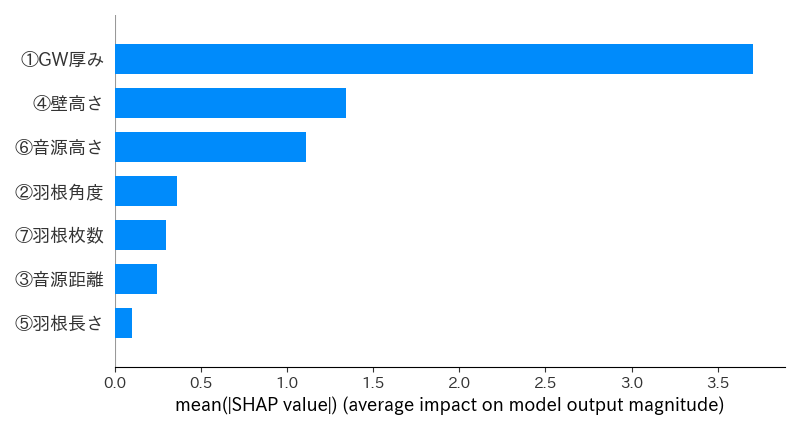 ①GW厚み
④壁高さ
⑥音源高さ
②羽根角度
⑦羽根枚数
③音源距離
⑤羽根長さ
0.0 0.5 1.0 1.5 2.0 2.5 3.0 3.5
mean(|SHAP value|) (average impact on model output magnitude)